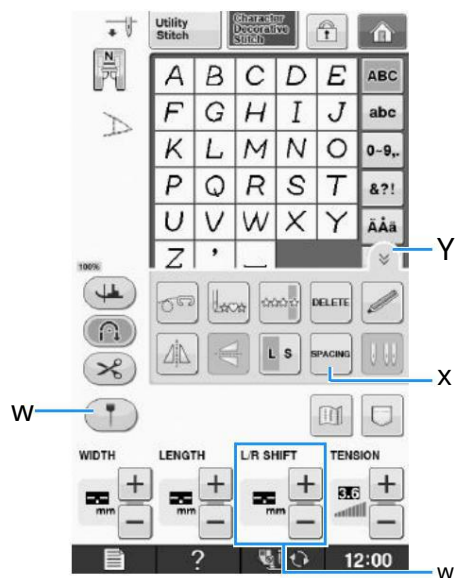 Utility
Stitch
Character
Decorative
Stitch
N
A B C D E ABC
F G H I J abc
K L M N O 0-9,.
P Q R S T &?!
U V W X Y ÄÅä
Z ' _
Y
100%
DELETE
L S
SPACING
x
w
WIDTH LENGTH L/R SHIFT TENSION
+ + + +
mm mm mm 3.6
− − − −
? 12:00
w